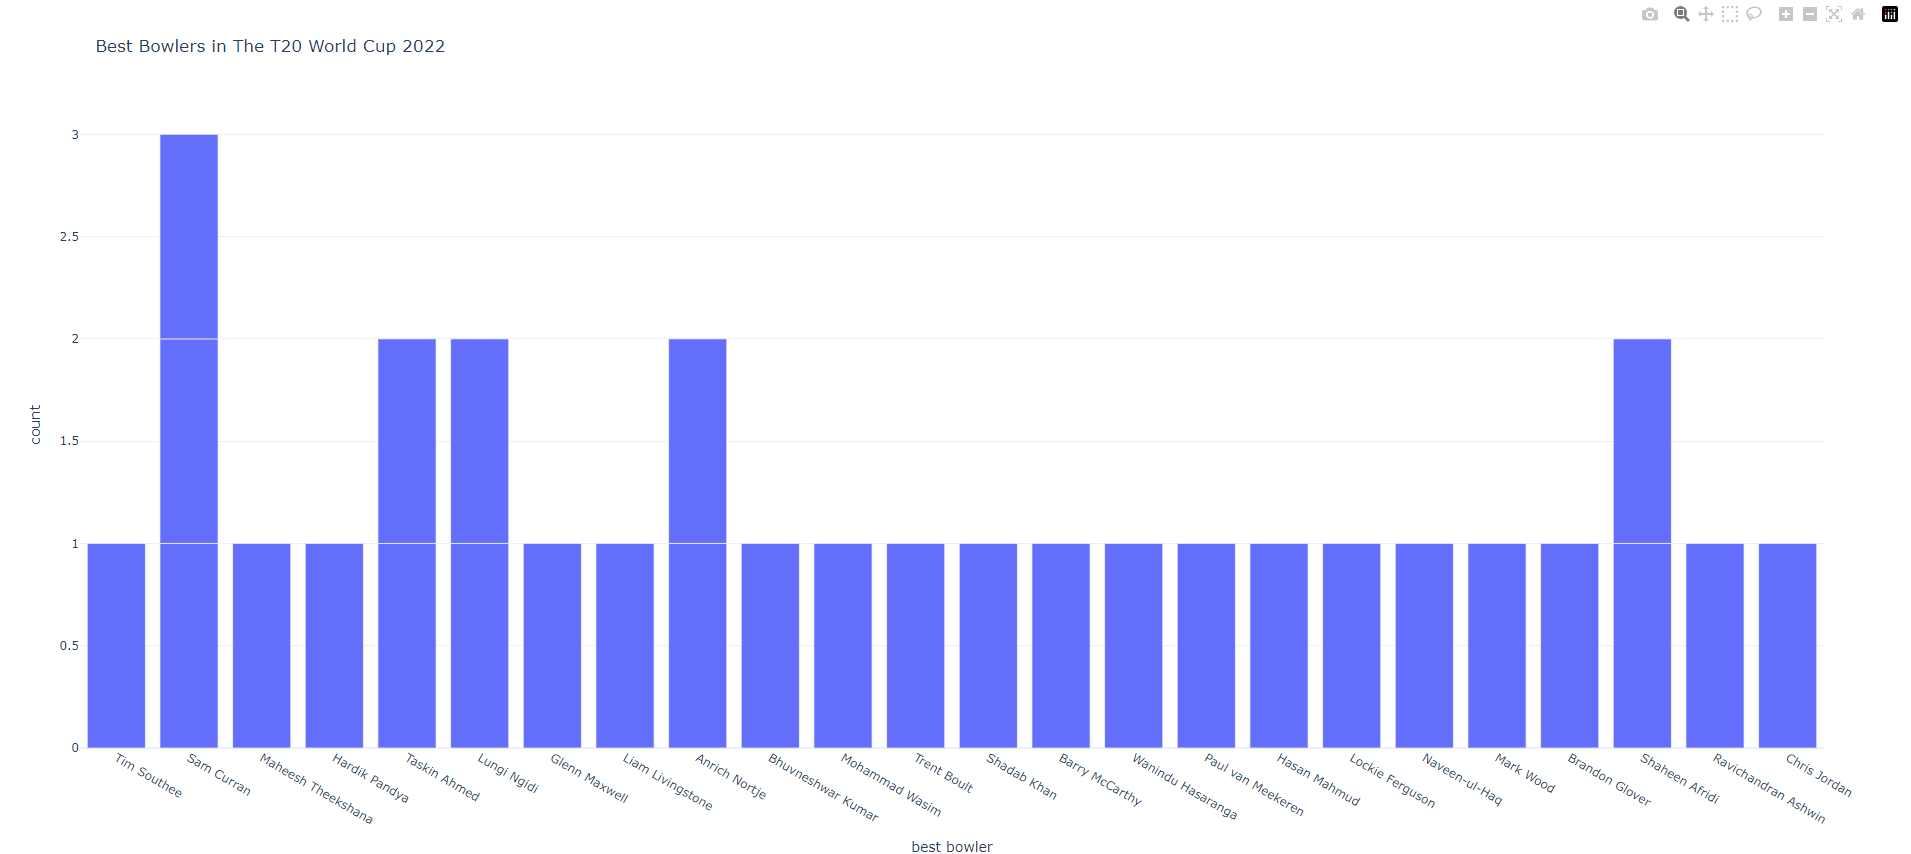 Best Bowlers in The T20 World Cup 2022
3
2.5
2
1.5
1
0.5
0
count
Tim Southee
Sam Curran
Maheesh Theekshana
Hardik Pandya
Taskin Ahmed
Lungi Ngidi
Glenn Maxwell
Liam Livingstone
Anrich Nortje
Bhuvneshwar Kumar
Mohammad Wasim
Trent Boult
Shadab Khan
Barry McCarthy
Wanindu Hasaranga
Paul van Meekeren
Hasan Mahmud
Lockie Ferguson
Naveen-ul-Haq
Mark Wood
Brandon Glover
Shaheen Afridi
Ravichandran Ashwin
Chris Jordan
best bowler